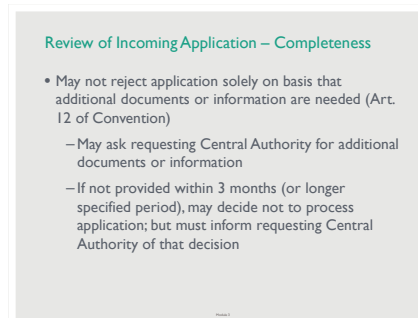 Review of Incoming Application – Completeness
• May not reject application solely on basis that
additional documents or information are needed (Art.
12 of Convention)
– May ask requesting Central Authority for additional
documents or information
– If not provided within 3 months (or longer
specified period), may decide not to process
application; but must inform requesting Central
Authority of that decision